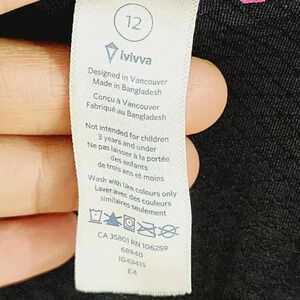 12
ivivva
Designed in Vancouver
Made in Bangladesh
Conçu à Vancouver
Fabriqué au Bangladesh
Not intended for children
3 years and under
Ne pas laisser à la portée
des enfants
de trois ans et moins
Wash with like colours only
Laver avec des couleurs
similaires seulement
CA 35801 RN 106259
68940
IG4341S
E4